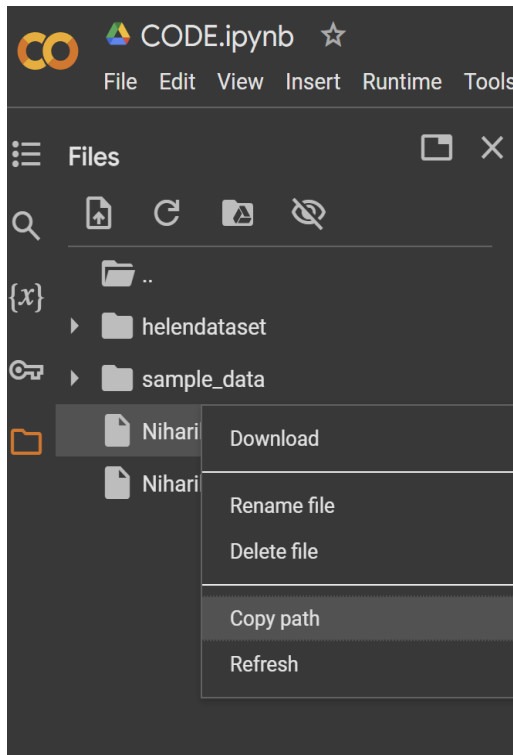 CODE.ipynb
File Edit View Insert Runtime Tools
Files
{x}
..
helendataset
sample_data
Nihari
Nihari
Download
Rename file
Delete file
Copy path
Refresh